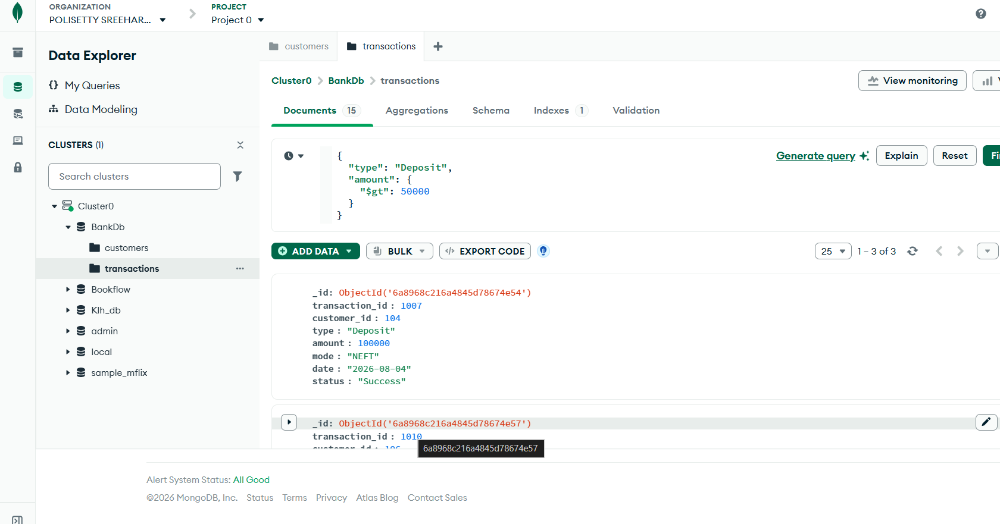 ORGANIZATION
POLISETTY SREEHAR...
PROJECT
Project 0
Data Explorer
My Queries
Data Modeling
CLUSTERS (1)
Search clusters
Cluster0
BankDb
customers
transactions
Bookflow
Klh_db
admin
local
sample_mflix
customers
transactions
Cluster0 > BankDb > transactions
View monitoring
Documents 15
Aggregations
Schema
Indexes 1
Validation
{
"type": "Deposit",
"amount": {
"$gt": 50000
}
}
Generate query
Explain
Reset
ADD DATA
BULK
EXPORT CODE
25
1 – 3 of 3
_id: ObjectId('6a8968c216a4845d78674e54')
transaction_id : 1007
customer_id : 104
type : "Deposit"
amount : 100000
mode : "NEFT"
date : "2026-08-04"
status : "Success"
_id: ObjectId('6a8968c216a4845d78674e57')
transaction_id : 1010
6a8968c216a4845d78674e57
Alert System Status: All Good
©2026 MongoDB, Inc. Status Terms Privacy Atlas Blog Contact Sales